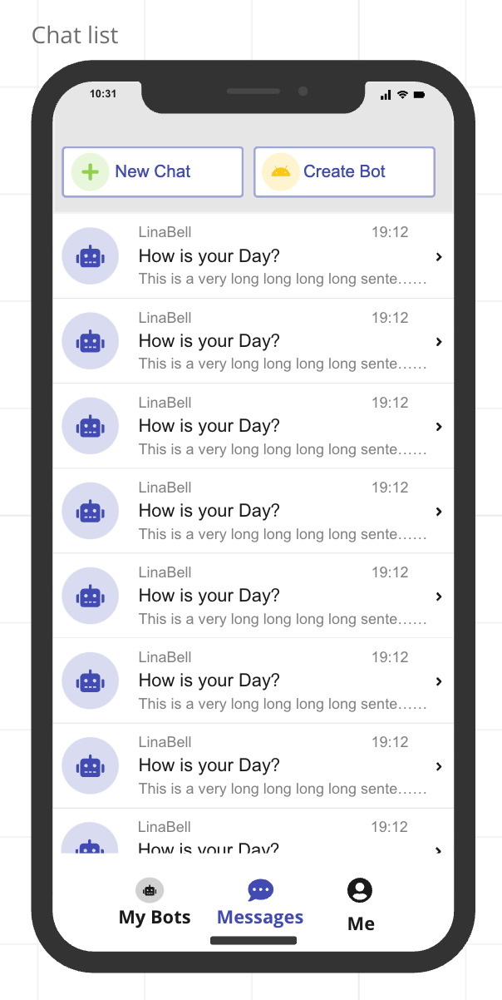 Chat list
10:31
New Chat
Create Bot
LinaBell 19:12
How is your Day?
This is a very long long long long sente......
LinaBell 19:12
How is your Day?
This is a very long long long long sente......
LinaBell 19:12
How is your Day?
This is a very long long long long sente......
LinaBell 19:12
How is your Day?
This is a very long long long long sente......
LinaBell 19:12
How is your Day?
This is a very long long long long sente......
LinaBell 19:12
How is your Day?
This is a very long long long long sente......
LinaBell 19:12
How is your Day?
This is a very long long long long sente......
LinaBell 19:12
How is your Day?
My Bots
Messages
Me